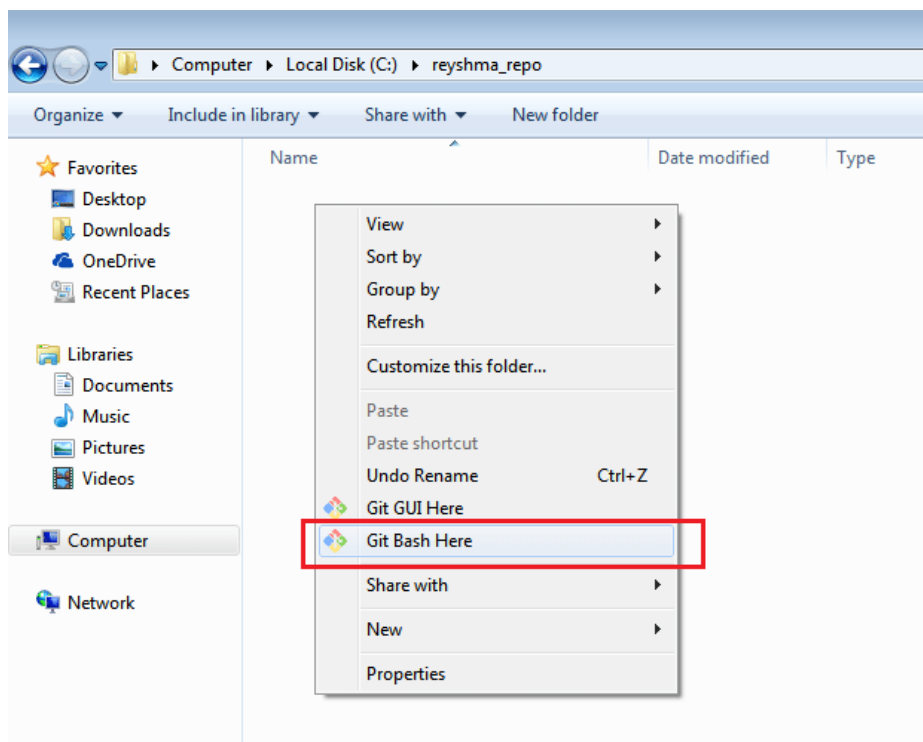 Computer Local Disk (C:) reyshma_repo
Organize Include in library Share with New folder
Favorites
Desktop
Downloads
OneDrive
Recent Places
Libraries
Documents
Music
Pictures
Videos
Computer
Network
Name Date modified Type
View
Sort by
Group by
Refresh
Customize this folder...
Paste
Paste shortcut
Undo Rename Ctrl+Z
Git GUI Here
Git Bash Here
Share with
New
Properties